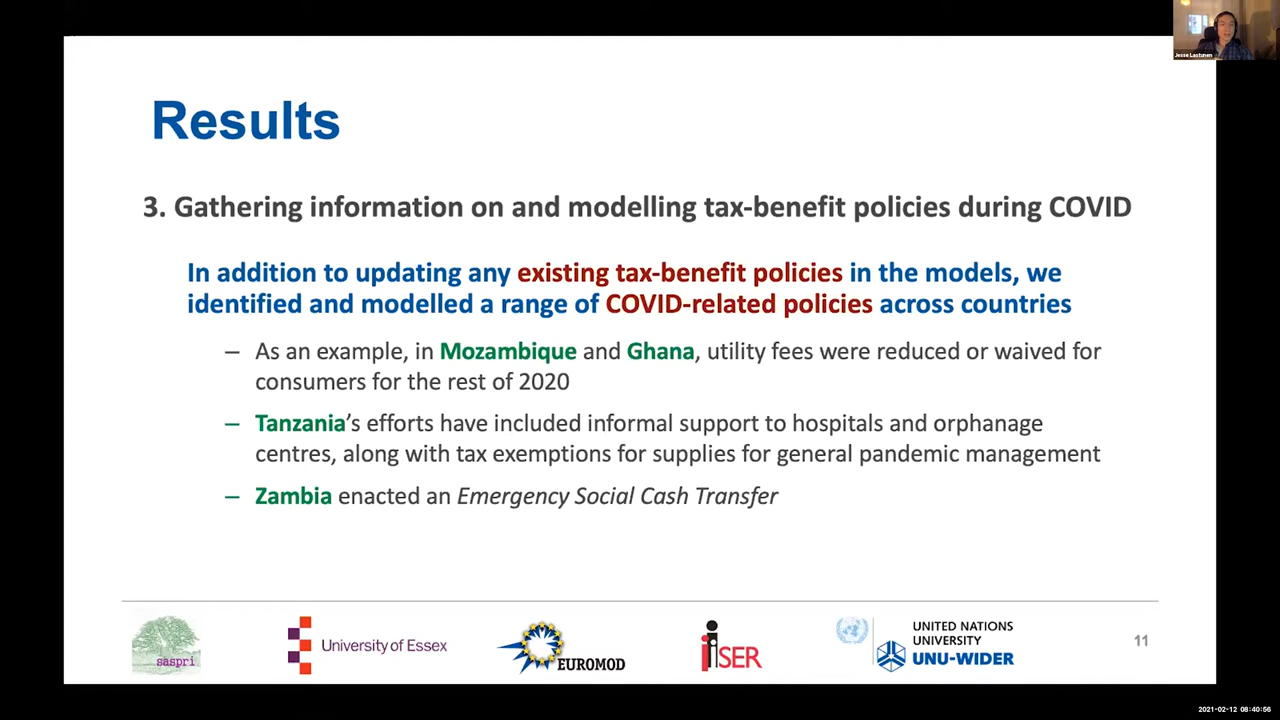 Jesse Lastunen
Results
3. Gathering information on and modelling tax-benefit policies during COVID
In addition to updating any existing tax-benefit policies in the models, we
identified and modelled a range of COVID-related policies across countries
– As an example, in Mozambique and Ghana, utility fees were reduced or waived for
consumers for the rest of 2020
– Tanzania's efforts have included informal support to hospitals and orphanage
centres, along with tax exemptions for supplies for general pandemic management
– Zambia enacted an Emergency Social Cash Transfer
saspri
University of Essex
EUROMOD
iSER
UNITED NATIONS
UNIVERSITY
UNU-WIDER
11
2021-02-12 08:40:56